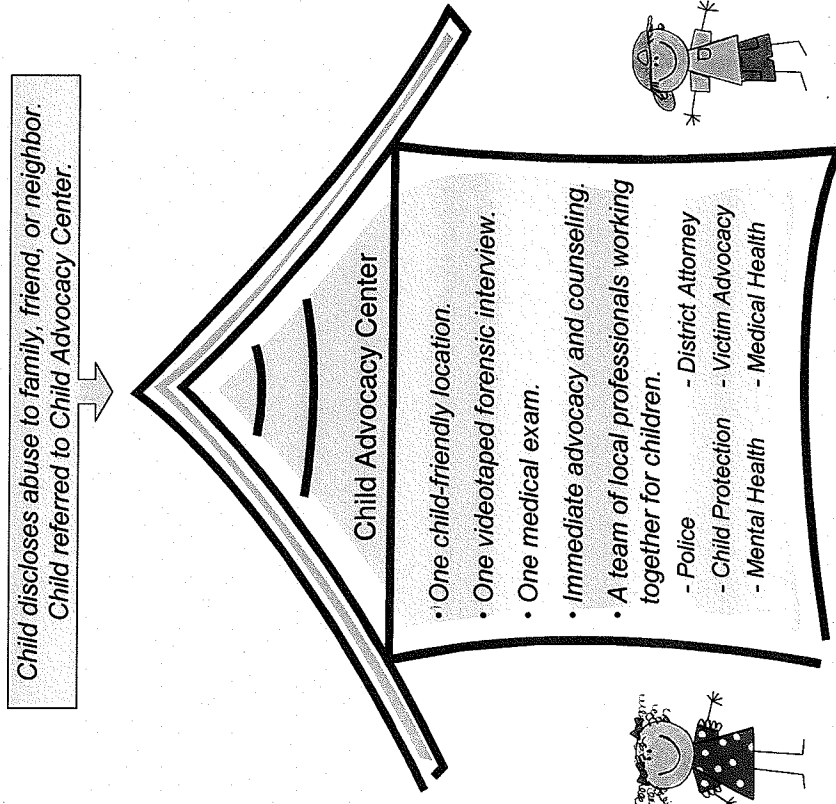 Child discloses abuse to family, friend, or neighbor.
Child referred to Child Advocacy Center.
Child Advocacy Center
• One child-friendly location.
• One videotaped forensic interview.
• One medical exam.
• Immediate advocacy and counseling.
• A team of local professionals working
together for children.
- Police - District Attorney
- Child Protection - Victim Advocacy
- Mental Health - Medical Health